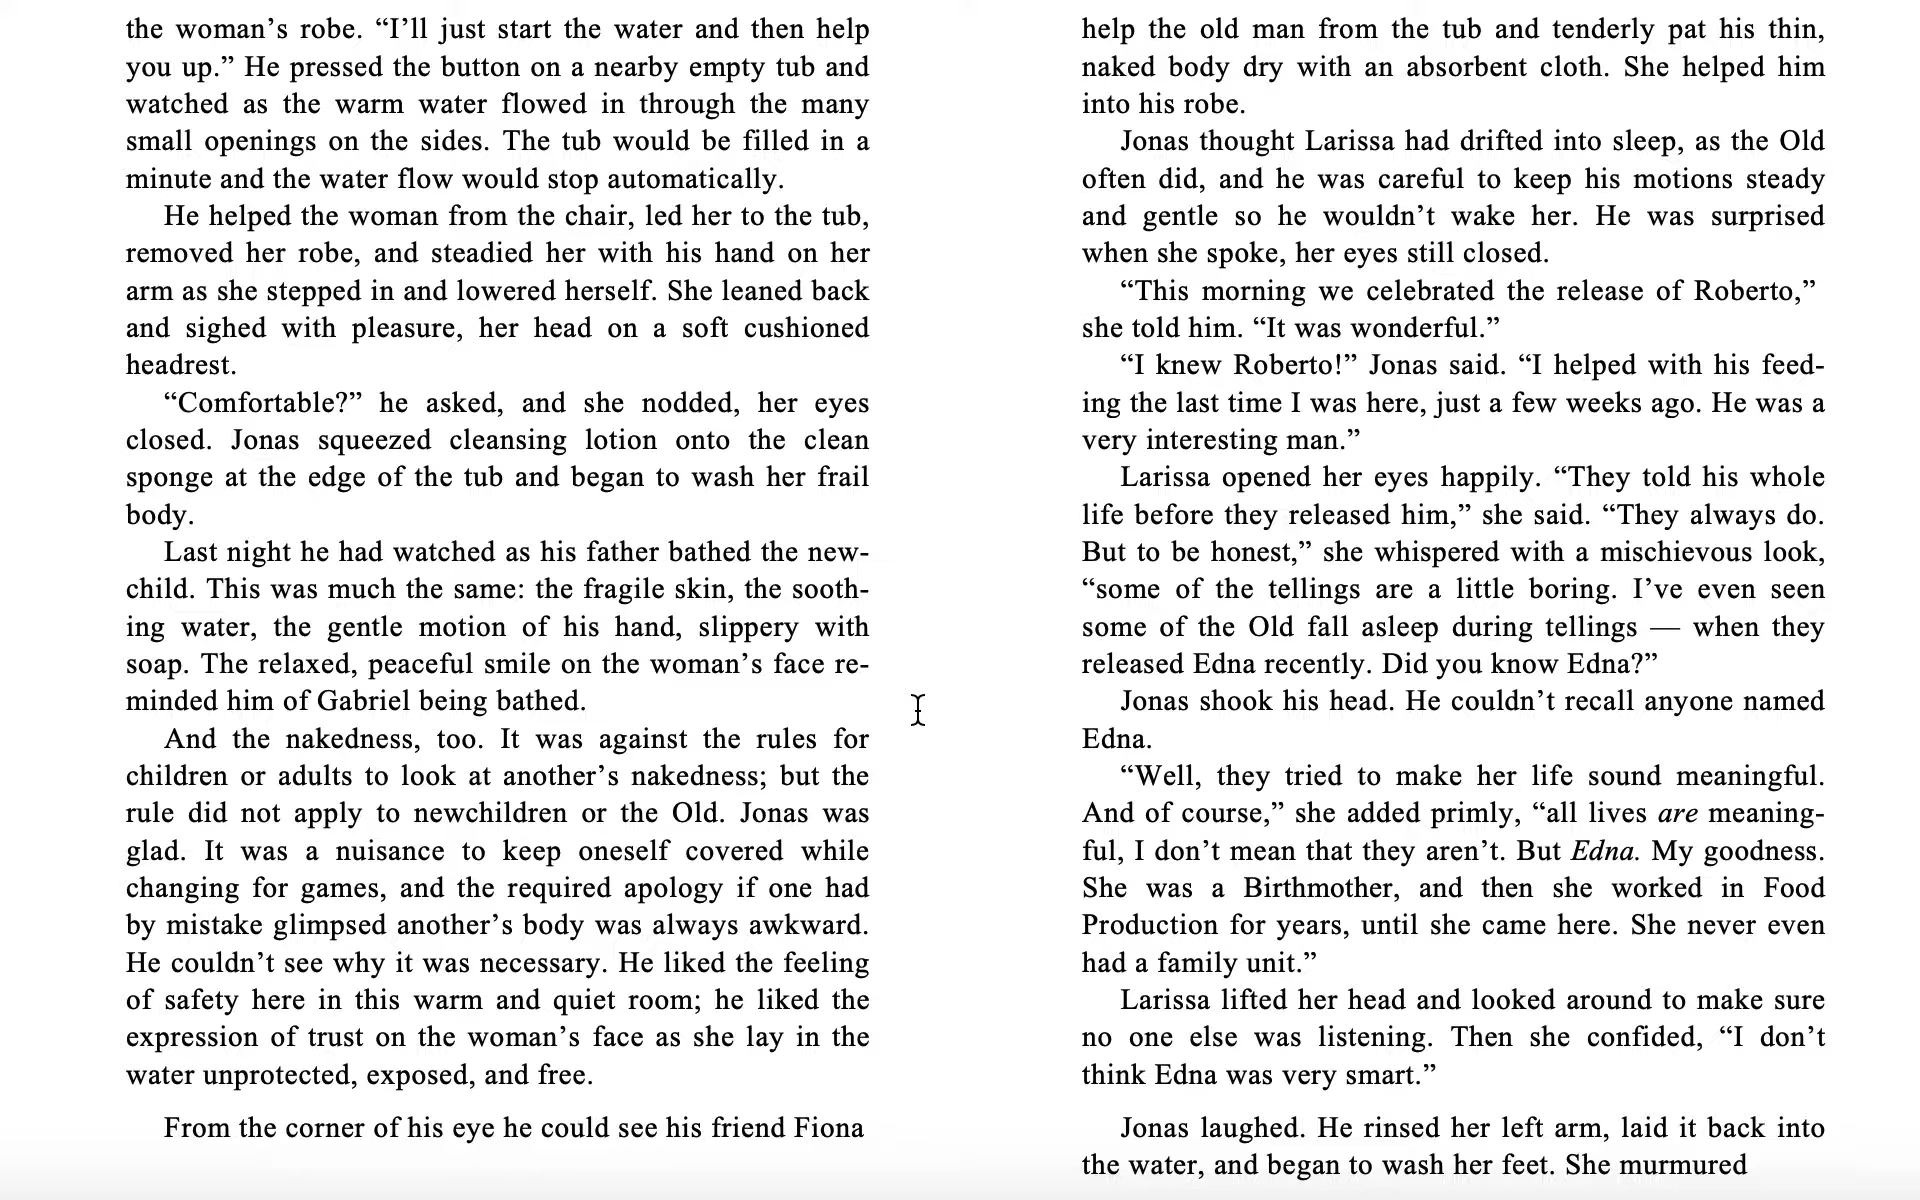 the woman’s robe. “I’ll just start the water and then help
you up.” He pressed the button on a nearby empty tub and
watched as the warm water flowed in through the many
small openings on the sides. The tub would be filled in a
minute and the water flow would stop automatically.
He helped the woman from the chair, led her to the tub,
removed her robe, and steadied her with his hand on her
arm as she stepped in and lowered herself. She leaned back
and sighed with pleasure, her head on a soft cushioned
headrest.
“Comfortable?” he asked, and she nodded, her eyes
closed. Jonas squeezed cleansing lotion onto the clean
sponge at the edge of the tub and began to wash her frail
body.
Last night he had watched as his father bathed the new-
child. This was much the same: the fragile skin, the sooth-
ing water, the gentle motion of his hand, slippery with
soap. The relaxed, peaceful smile on the woman’s face re-
minded him of Gabriel being bathed.
And the nakedness, too. It was against the rules for
children or adults to look at another’s nakedness; but the
rule did not apply to newchildren or the Old. Jonas was
glad. It was a nuisance to keep oneself covered while
changing for games, and the required apology if one had
by mistake glimpsed another’s body was always awkward.
He couldn’t see why it was necessary. He liked the feeling
of safety here in this warm and quiet room; he liked the
expression of trust on the woman’s face as she lay in the
water unprotected, exposed, and free.
From the corner of his eye he could see his friend Fiona
help the old man from the tub and tenderly pat his thin,
naked body dry with an absorbent cloth. She helped him
into his robe.
Jonas thought Larissa had drifted into sleep, as the Old
often did, and he was careful to keep his motions steady
and gentle so he wouldn’t wake her. He was surprised
when she spoke, her eyes still closed.
“This morning we celebrated the release of Roberto,”
she told him. “It was wonderful.”
“I knew Roberto!” Jonas said. “I helped with his feed-
ing the last time I was here, just a few weeks ago. He was a
very interesting man.”
Larissa opened her eyes happily. “They told his whole
life before they released him,” she said. “They always do.
But to be honest,” she whispered with a mischievous look,
“some of the tellings are a little boring. I’ve even seen
some of the Old fall asleep during tellings — when they
released Edna recently. Did you know Edna?”
Jonas shook his head. He couldn’t recall anyone named
Edna.
“Well, they tried to make her life sound meaningful.
And of course,” she added primly, “all lives are meaning-
ful, I don’t mean that they aren’t. But Edna. My goodness.
She was a Birthmother, and then she worked in Food
Production for years, until she came here. She never even
had a family unit.”
Larissa lifted her head and looked around to make sure
no one else was listening. Then she confided, “I don’t
think Edna was very smart.”
Jonas laughed. He rinsed her left arm, laid it back into
the water, and began to wash her feet. She murmured